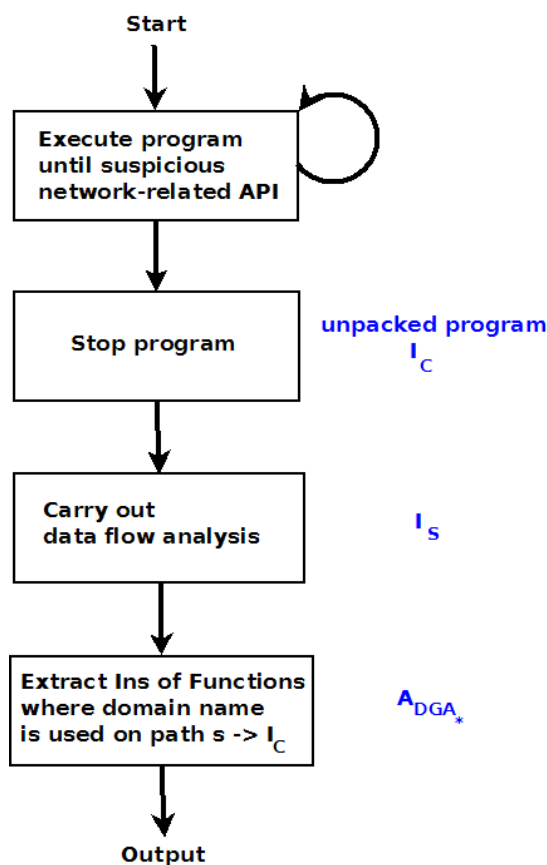 Start
Execute program
until suspicious
network-related API
Stop program
unpacked program
I_C
Carry out
data flow analysis
I_S
Extract Ins of Functions
where domain name
is used on path s -> I_C
A_DGA_*
Output